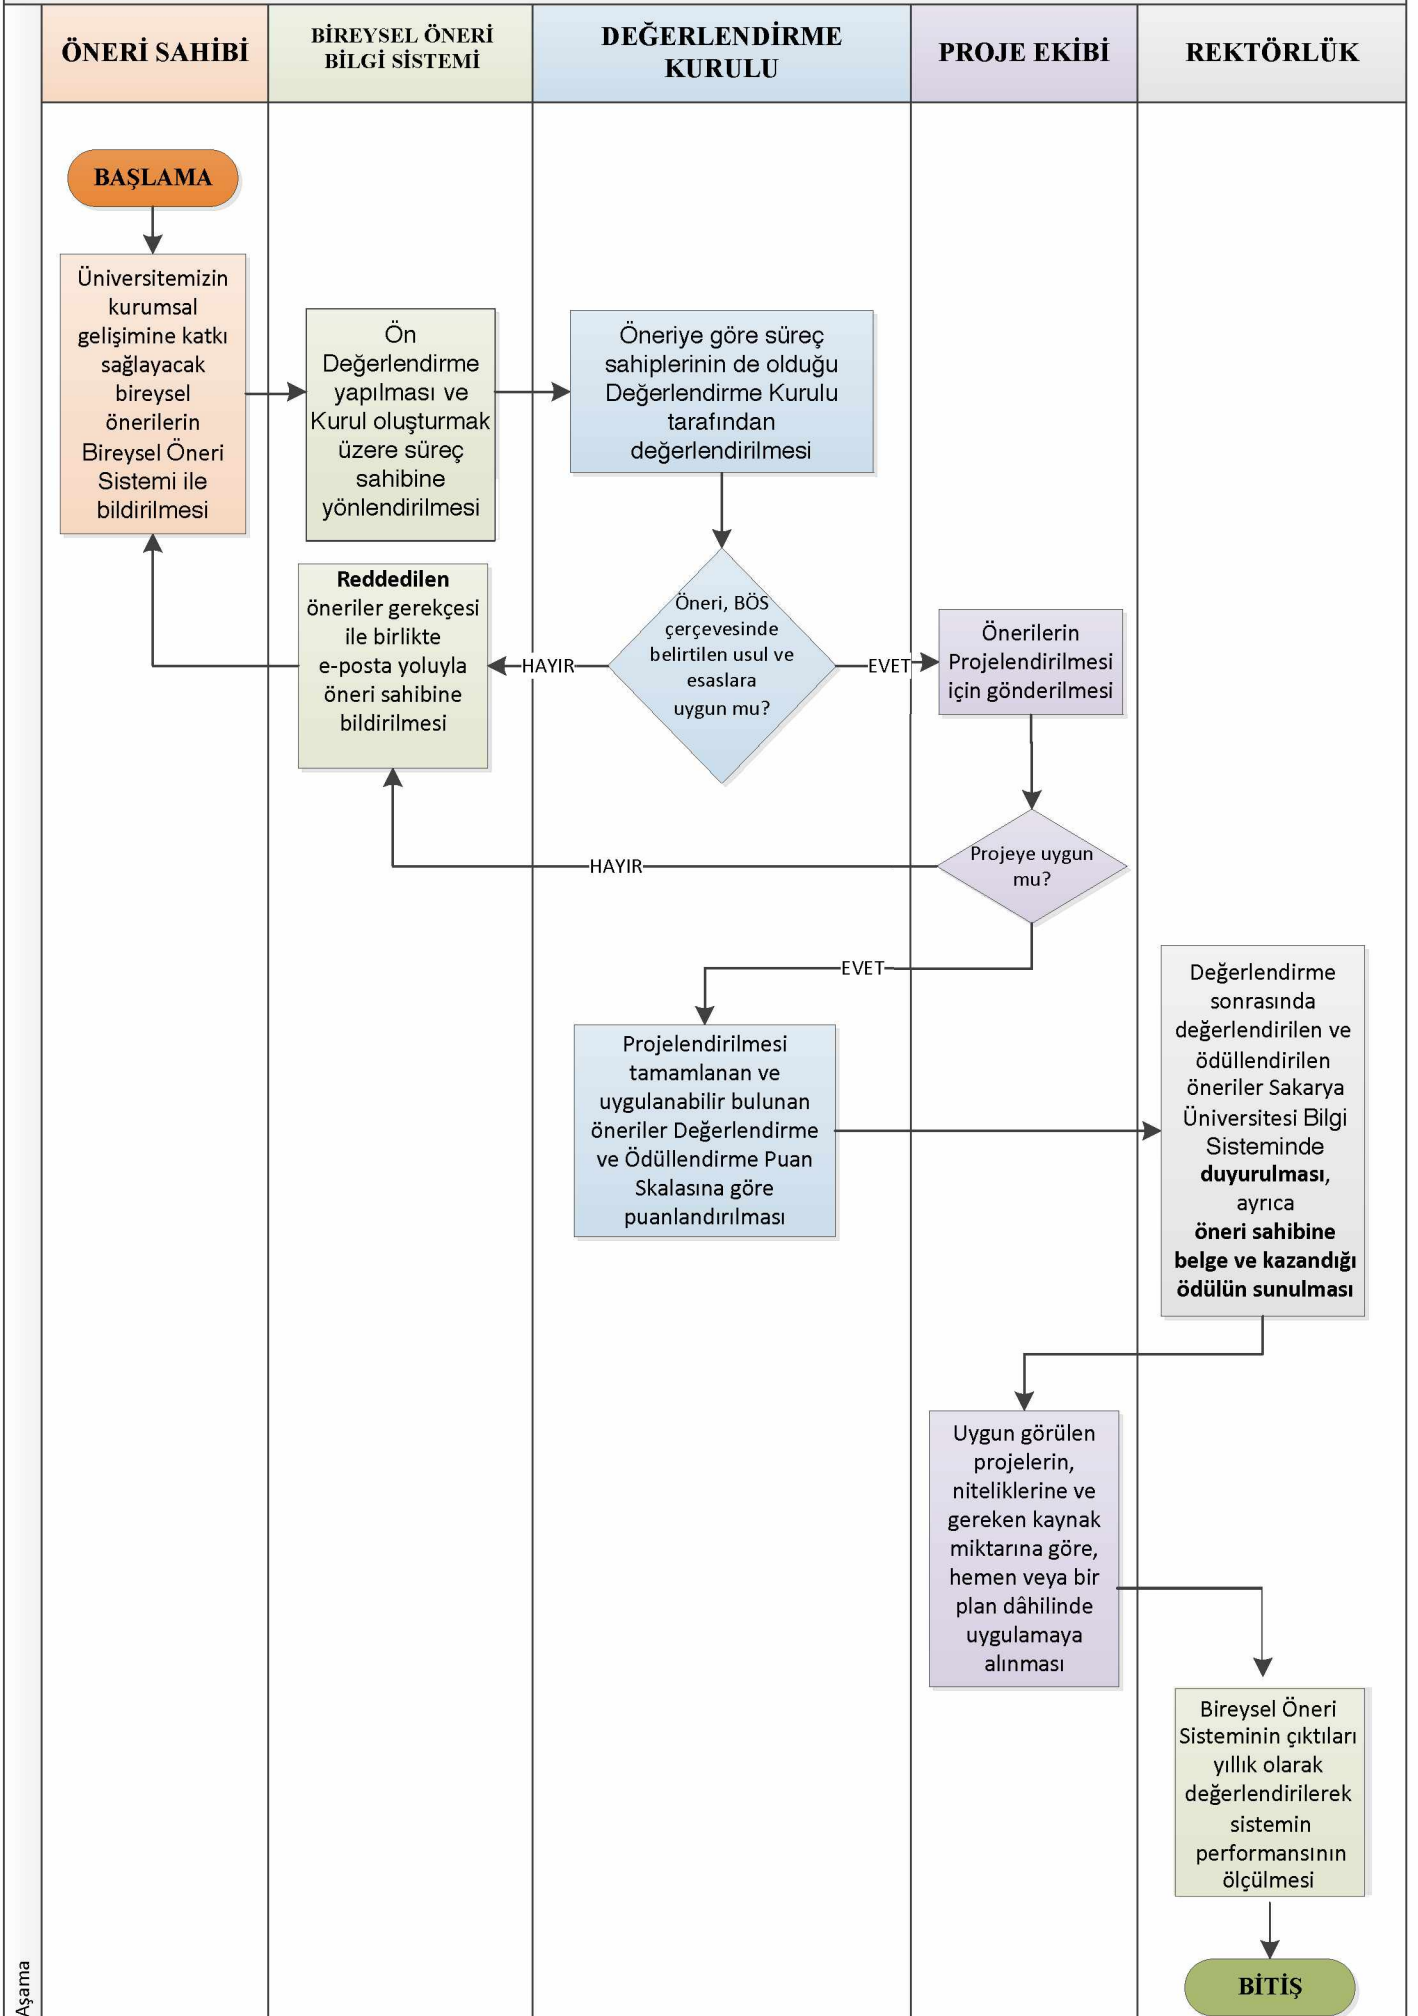 ÖNERİ SAHİBİ
BİREYSEL ÖNERİ
BİLGİ SİSTEMİ
DEĞERLENDİRME
KURULU
PROJE EKİBİ
REKTÖRLÜK
BAŞLAMA
Üniversitemizin
kurumsal
gelişimine katkı
sağlayacak
bireysel
önerilerin
Bireysel Öneri
Sistemi ile
bildirilmesi
Ön
Değerlendirme
yapılması ve
Kurul oluşturmak
üzere süreç
sahibine
yönlendirilmesi
Öneriye göre süreç
sahiplerinin de olduğu
Değerlendirme Kurulu
tarafından
değerlendirilmesi
Reddedilen
öneriler gerekçesi
ile birlikte
e-posta yoluyla
öneri sahibine
bildirilmesi
HAYIR
Öneri, BÖS
çerçevesinde
belirtilen usul ve
esaslara
uygun mu?
EVET
Önerilerin
Projelendirilmesi
için gönderilmesi
Projeye uygun
mu?
HAYIR
EVET
Projelendirilmesi
tamamlanan ve
uygulanabilir bulunan
öneriler Değerlendirme
ve Ödüllendirme Puan
Skalasına göre
puanlandırılması
Değerlendirme
sonrasında
değerlendirilen ve
ödüllendirilen
öneriler Sakarya
Üniversitesi Bilgi
Sisteminde
duyurulması,
ayrıca
öneri sahibine
belge ve kazandığı
ödülün sunulması
Uygun görülen
projelerin,
niteliklerine ve
gereken kaynak
miktarına göre,
hemen veya bir
plan dâhilinde
uygulamaya
alınması
Bireysel Öneri
Sisteminin çıktıları
yıllık olarak
değerlendirilerek
sistemin
performansının
ölçülmesi
BİTİŞ
Aşama